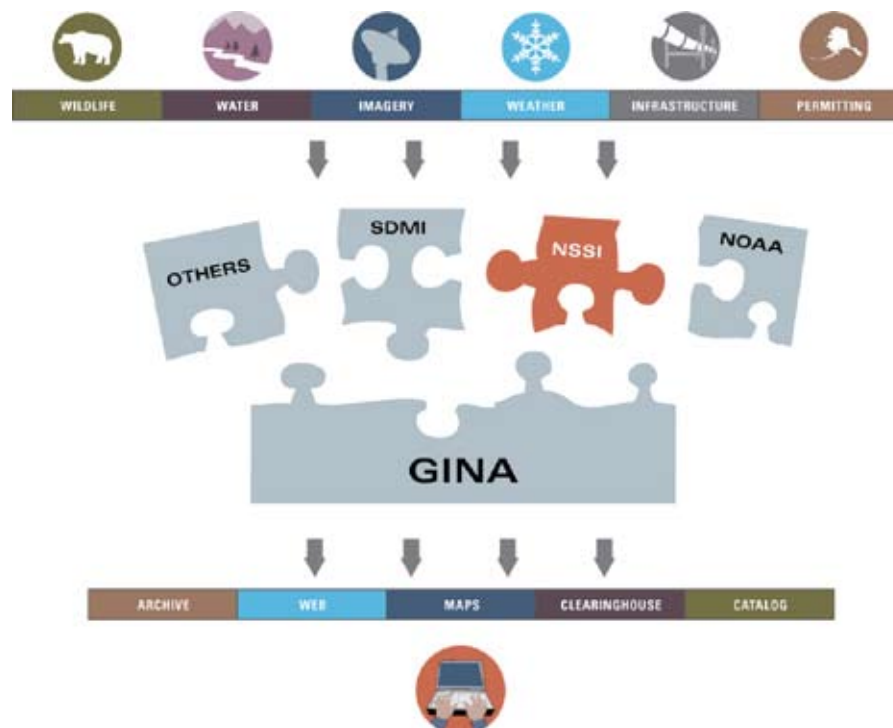 WILDLIFE WATER IMAGERY WEATHER INFRASTRUCTURE PERMITTING
OTHERS SDMI NSSI NOAA
GINA
ARCHIVE WEB MAPS CLEARINGHOUSE CATALOG